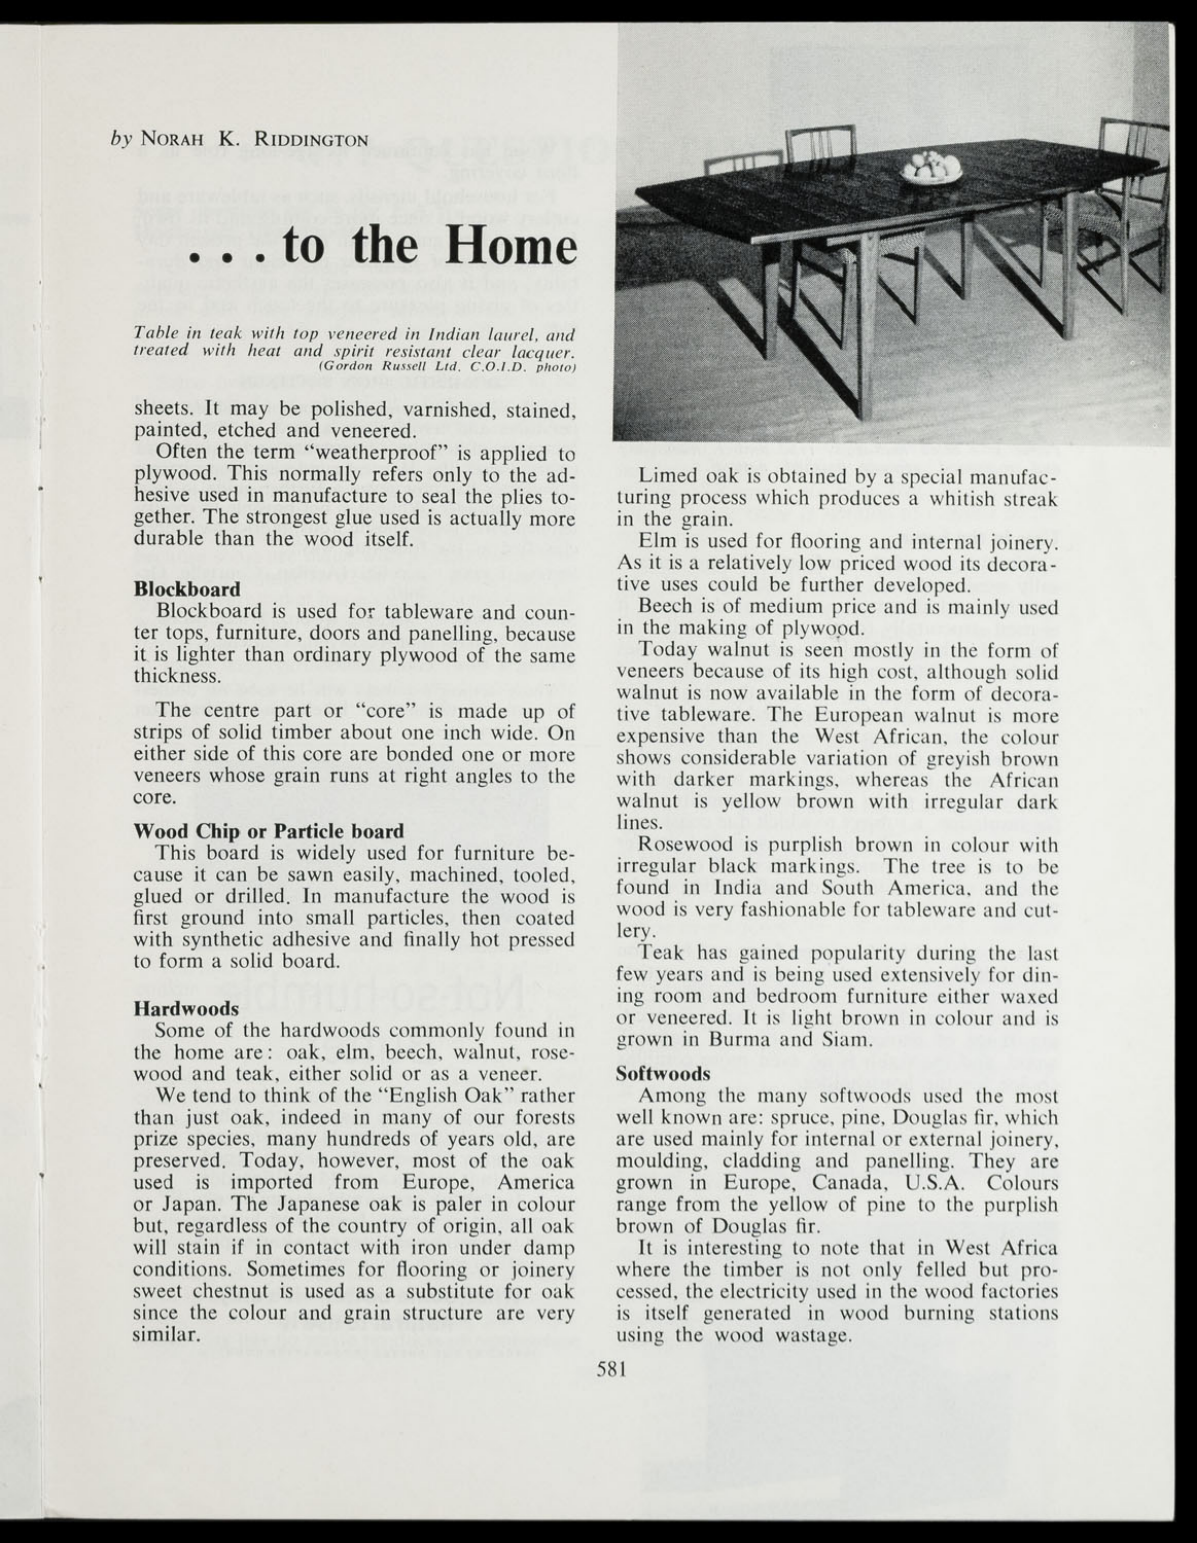 by NORAH K. RIDDINGTON
...to the Home
Table in teak with top veneered in Indian laurel, and
treated with heat and spirit resistant clear lacquer.
(Gordon Russell Ltd, C.O.I.D. photo)
sheets. It may be polished, varnished, stained,
painted, etched and veneered.
Often the term “weatherproof” is applied to
plywood. This normally refers only to the ad-
hesive used in manufacture to seal the plies to-
gether. The strongest glue used is actually more
durable than the wood itself.
Blockboard
Blockboard is used for tableware and coun-
ter tops, furniture, doors and panelling, because
it is lighter than ordinary plywood of the same
thickness.
The centre part or “core” is made up of
strips of solid timber about one inch wide. On
either side of this core are bonded one or more
veneers whose grain runs at right angles to the
core.
Wood Chip or Particle board
This board is widely used for furniture be-
cause it can be sawn easily, machined, tooled,
glued or drilled. In manufacture the wood is
first ground into small particles, then coated
with synthetic adhesive and finally hot pressed
to form a solid board.
Hardwoods
Some of the hardwoods commonly found in
the home are: oak, elm, beech, walnut, rose-
wood and teak, either solid or as a veneer.
We tend to think of the “English Oak” rather
than just oak, indeed in many of our forests
prize species, many hundreds of years old, are
preserved. Today, however, most of the oak
used is imported from Europe, America
or Japan. The Japanese oak is paler in colour
but, regardless of the country of origin, all oak
will stain if in contact with iron under damp
conditions. Sometimes for flooring or joinery
sweet chestnut is used as a substitute for oak
since the colour and grain structure are very
similar.
Limed oak is obtained by a special manufac-
turing process which produces a whitish streak
in the grain.
Elm is used for flooring and internal joinery.
As it is a relatively low priced wood its decora-
tive uses could be further developed.
Beech is of medium price and is mainly used
in the making of plywood.
Today walnut is seen mostly in the form of
veneers because of its high cost, although solid
walnut is now available in the form of decora-
tive tableware. The European walnut is more
expensive than the West African, the colour
shows considerable variation of greyish brown
with darker markings, whereas the African
walnut is yellow brown with irregular dark
lines.
Rosewood is purplish brown in colour with
irregular black markings. The tree is to be
found in India and South America, and the
wood is very fashionable for tableware and cut-
lery.
Teak has gained popularity during the last
few years and is being used extensively for din-
ing room and bedroom furniture either waxed
or veneered. It is light brown in colour and is
grown in Burma and Siam.
Softwoods
Among the many softwoods used the most
well known are: spruce, pine, Douglas fir, which
are used mainly for internal or external joinery,
moulding, cladding and panelling. They are
grown in Europe, Canada, U.S.A. Colours
range from the yellow of pine to the purplish
brown of Douglas fir.
It is interesting to note that in West Africa
where the timber is not only felled but pro-
cessed, the electricity used in the wood factories
is itself generated in wood burning stations
using the wood wastage.
581